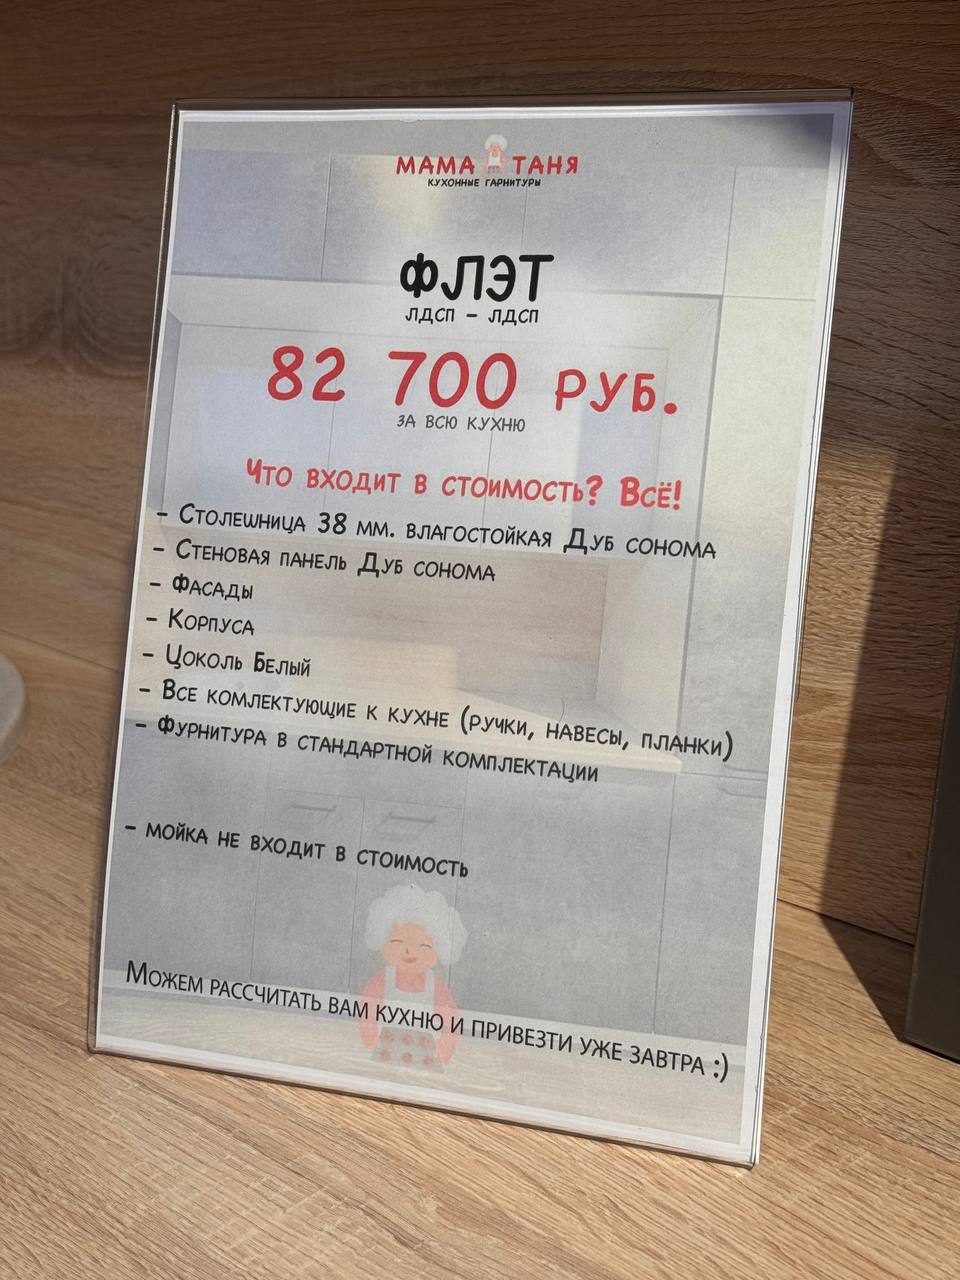 МАМА ТАНЯ
КУХОННЫЕ ГАРНИТУРЫ
ФЛЭТ
ЛДСП – ЛДСП
82 700 РУБ.
ЗА ВСЮ КУХНЮ
Что входит в стоимость? Всё!
- Столешница 38 мм. влагостойкая Дуб сонома
- Стеновая панель Дуб сонома
- Фасады
- Корпуса
- Цоколь Белый
- Все комлектующие к кухне (ручки, навесы, планки)
- Фурнитура в стандартной комплектации
- мойка не входит в стоимость
Можем рассчитать вам кухню и привезти уже завтра :)